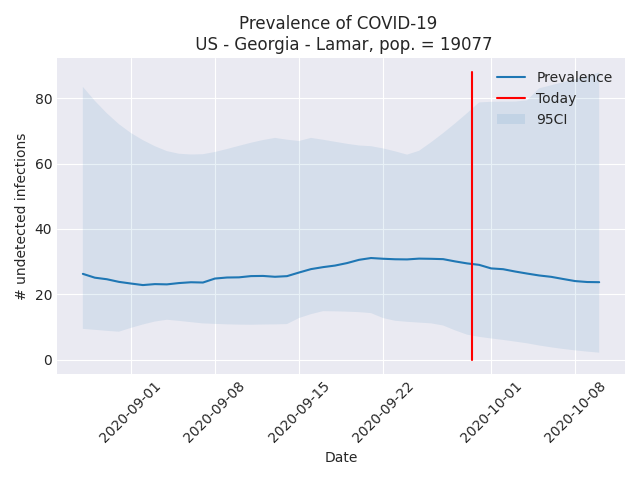 Prevalence of COVID-19
US - Georgia - Lamar, pop. = 19077
# undetected infections
80
60
40
20
0
Prevalence
Today
95CI
2020-09-01
2020-09-08
2020-09-15
2020-09-22
2020-10-01
2020-10-08
Date